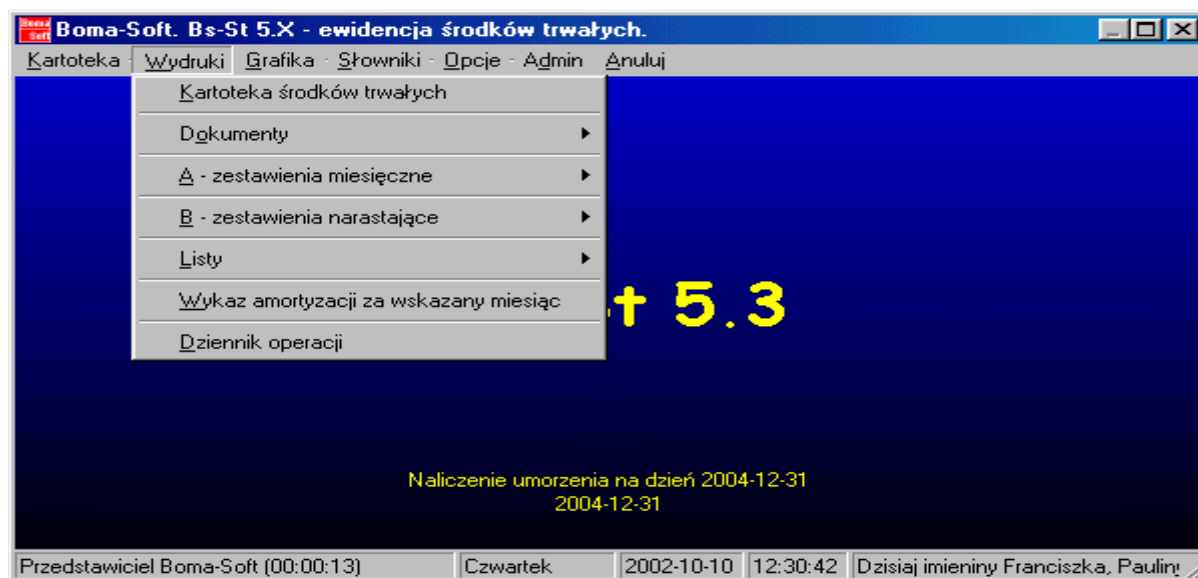 Boma Soft Boma-Soft. Bs-St 5.X - ewidencja środków trwałych.
Kartoteka Wydruki Grafika Słowniki Opcje Admin Anuluj
Kartoteka środków trwałych
Dokumenty
A - zestawienia miesięczne
B - zestawienia narastające
Listy
Wykaz amortyzacji za wskazany miesiąc
Dziennik operacji
5.3
Naliczenie umorzenia na dzień 2004-12-31
2004-12-31
Przedstawiciel Boma-Soft (00:00:13) Czwartek 2002-10-10 12:30:42 Dzisiaj imieniny Franciszka,